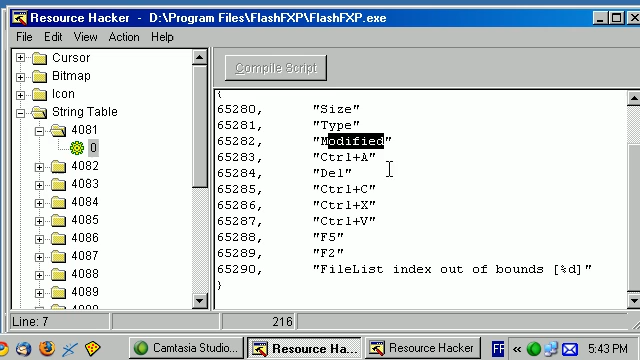 Resource Hacker - D:\Program Files\FlashFXP\FlashFXP.exe
File Edit View Action Help
Cursor
Bitmap
Icon
String Table
4081
0
4082
4083
4084
4085
4086
4087
4088
4089
Compile Script
{
65280, "Size"
65281, "Type"
65282, "Modified"
65283, "Ctrl+A"
65284, "Del"
65285, "Ctrl+C"
65286, "Ctrl+X"
65287, "Ctrl+V"
65288, "F5"
65289, "F2"
65290, "FileList index out of bounds [%d]"
}
Line: 7 216
Camtasia Studio... Resource Ha... Resource Hacker FF « 5:43 PM